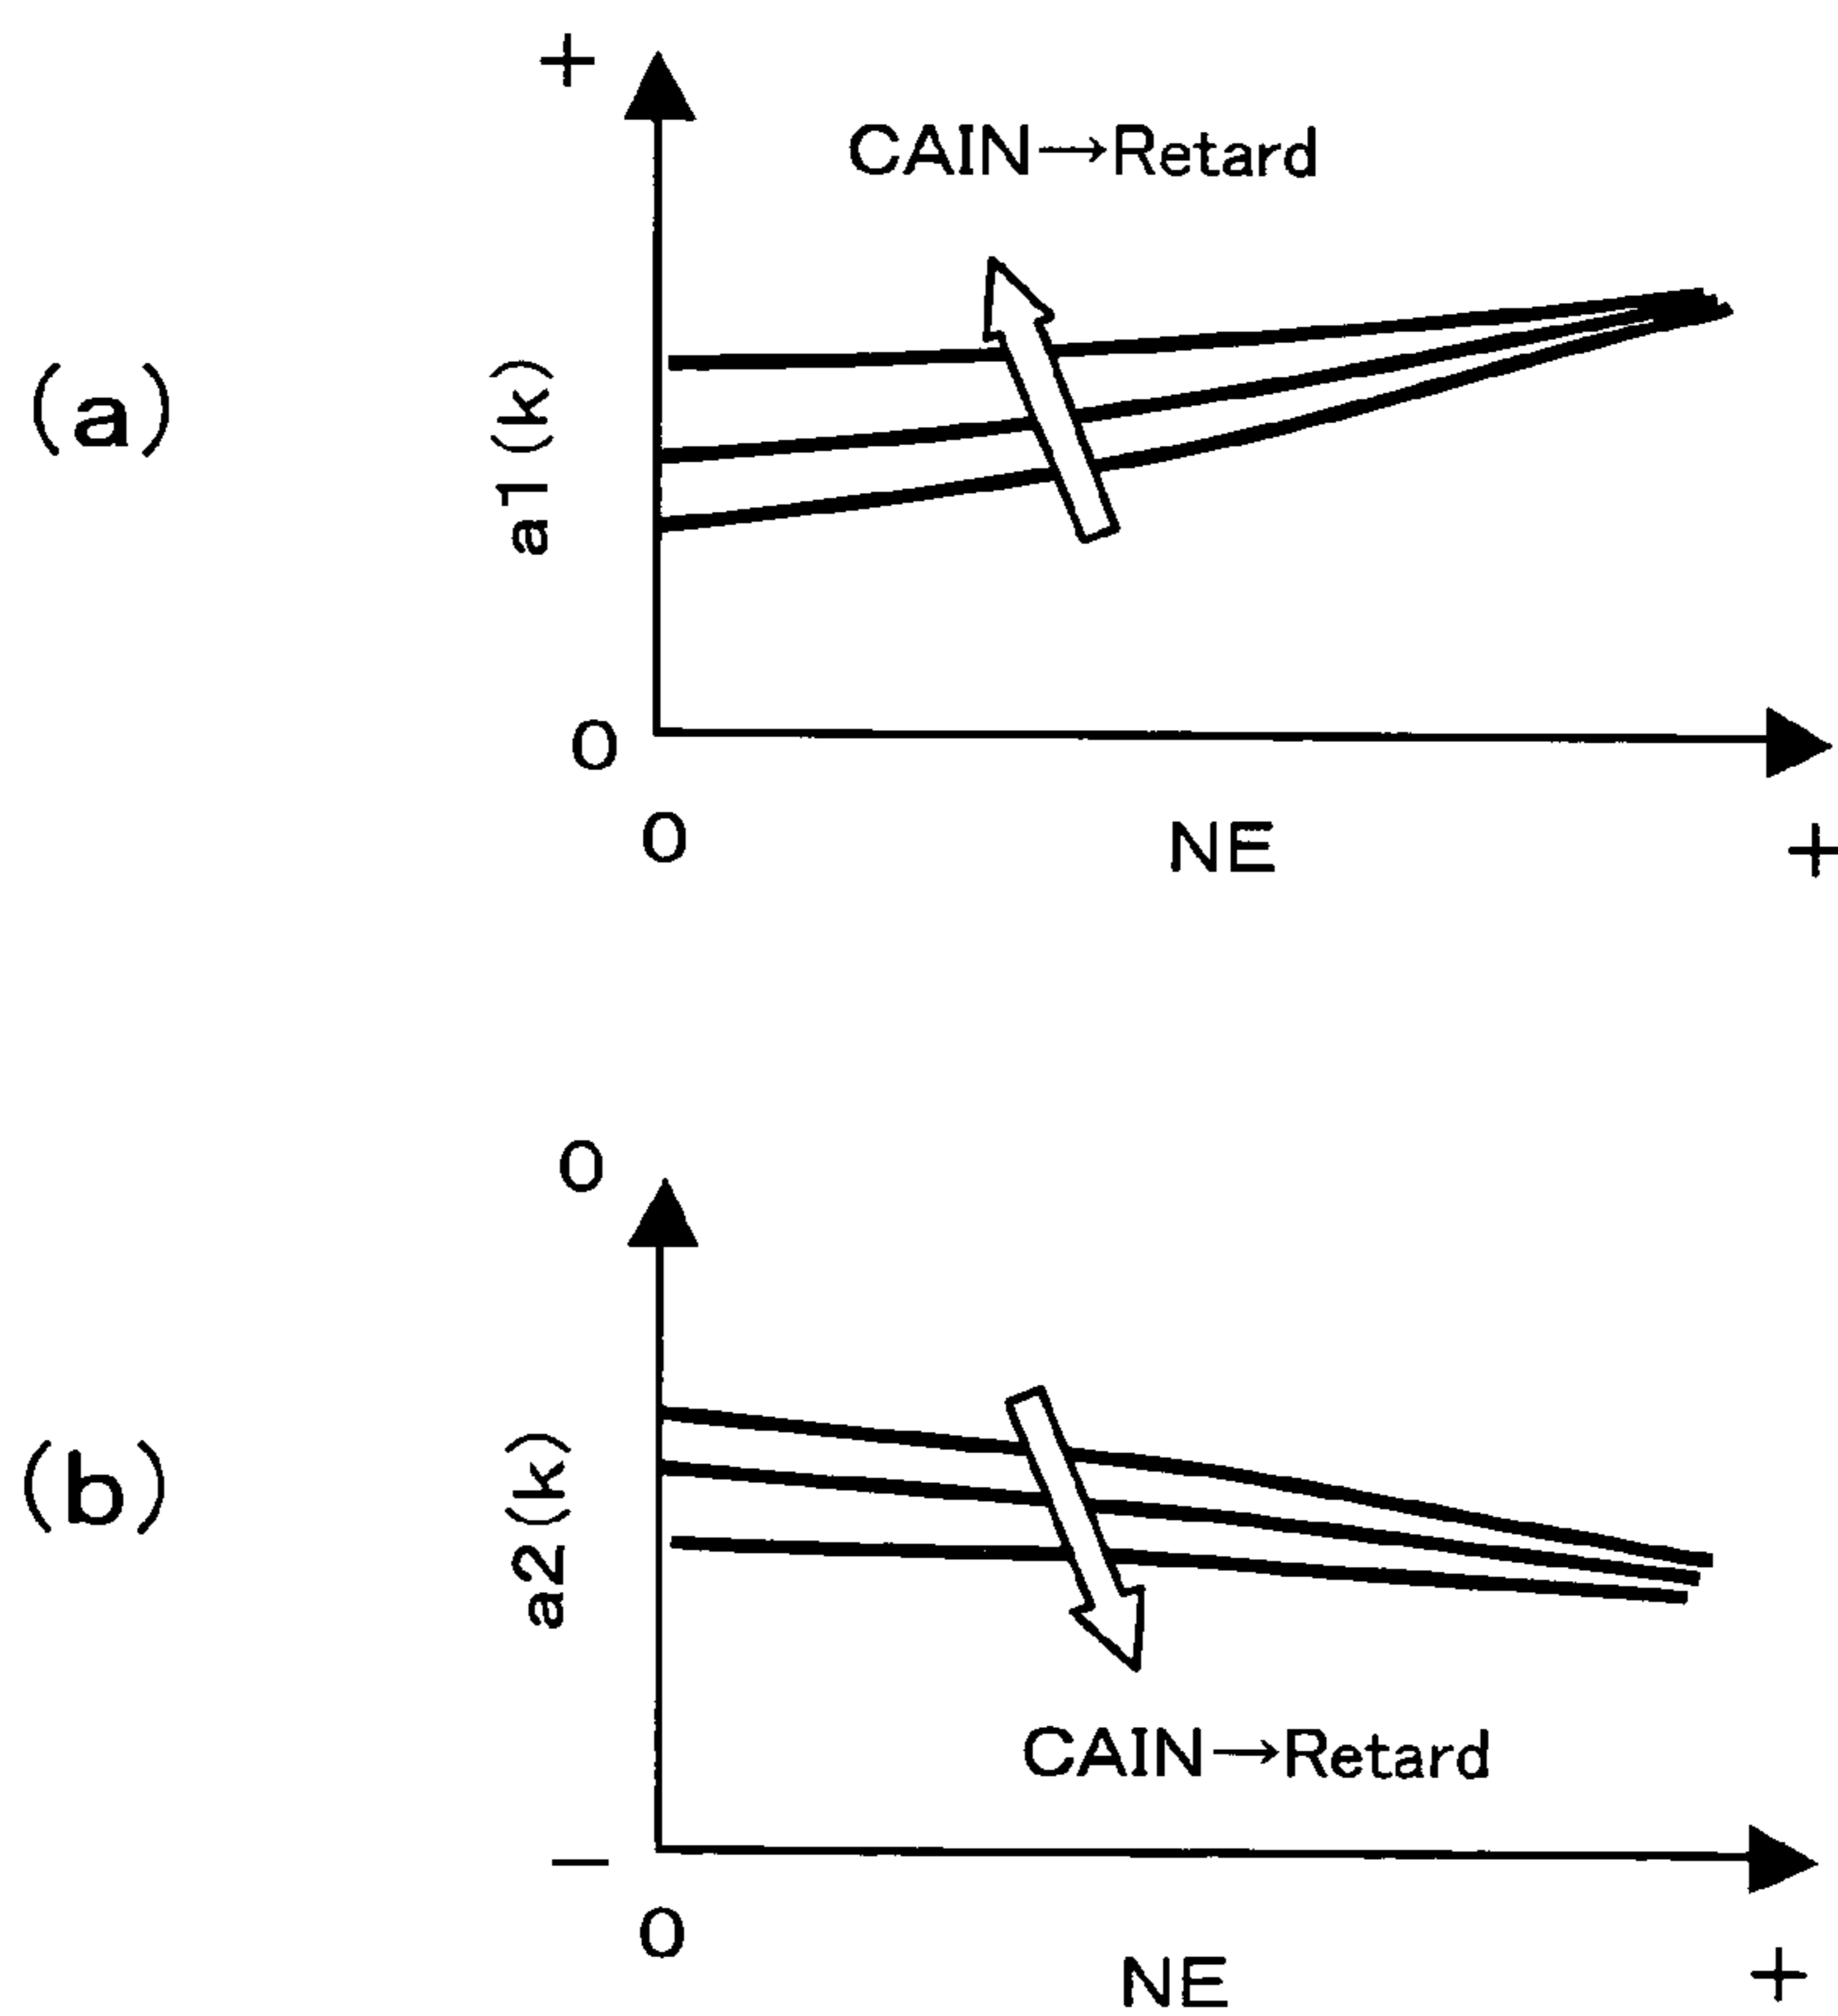 +
CAIN→Retard
(a)
a1(k)
0
0
NE
+
0
(b)
a2(k)
CAIN→Retard
−
0
NE
+